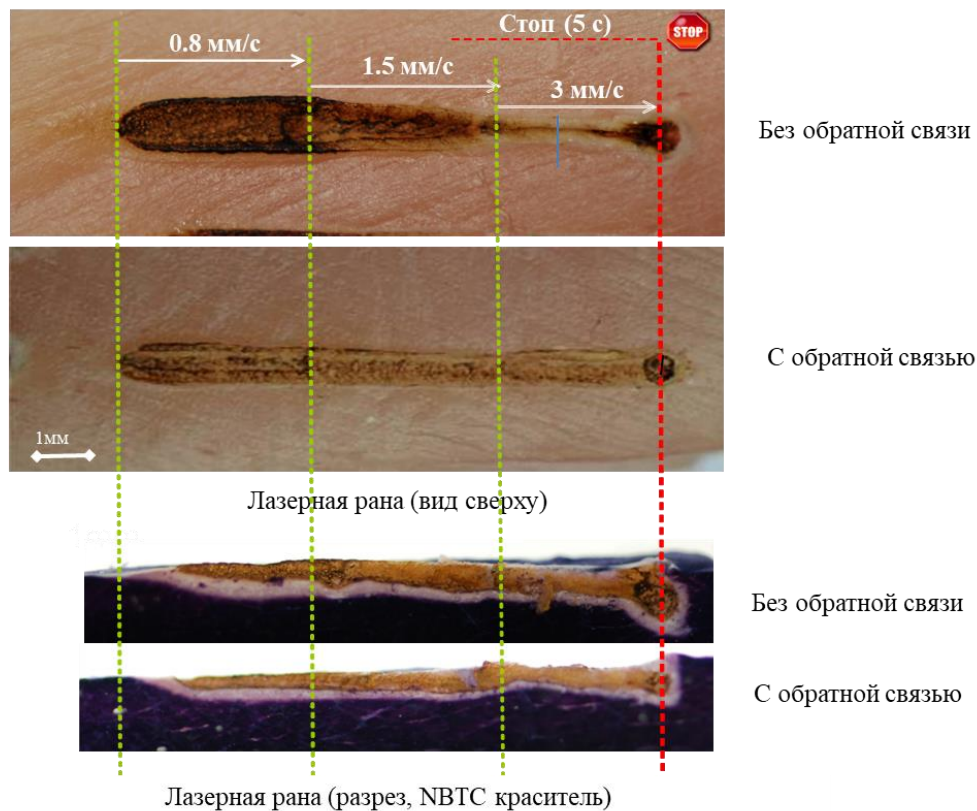 Стоп (5 с)
STOP
0.8 мм/с
1.5 мм/с
3 мм/с
Без обратной связи
С обратной связью
1мм
Лазерная рана (вид сверху)
Без обратной связи
С обратной связью
Лазерная рана (разрез, NBTC краситель)